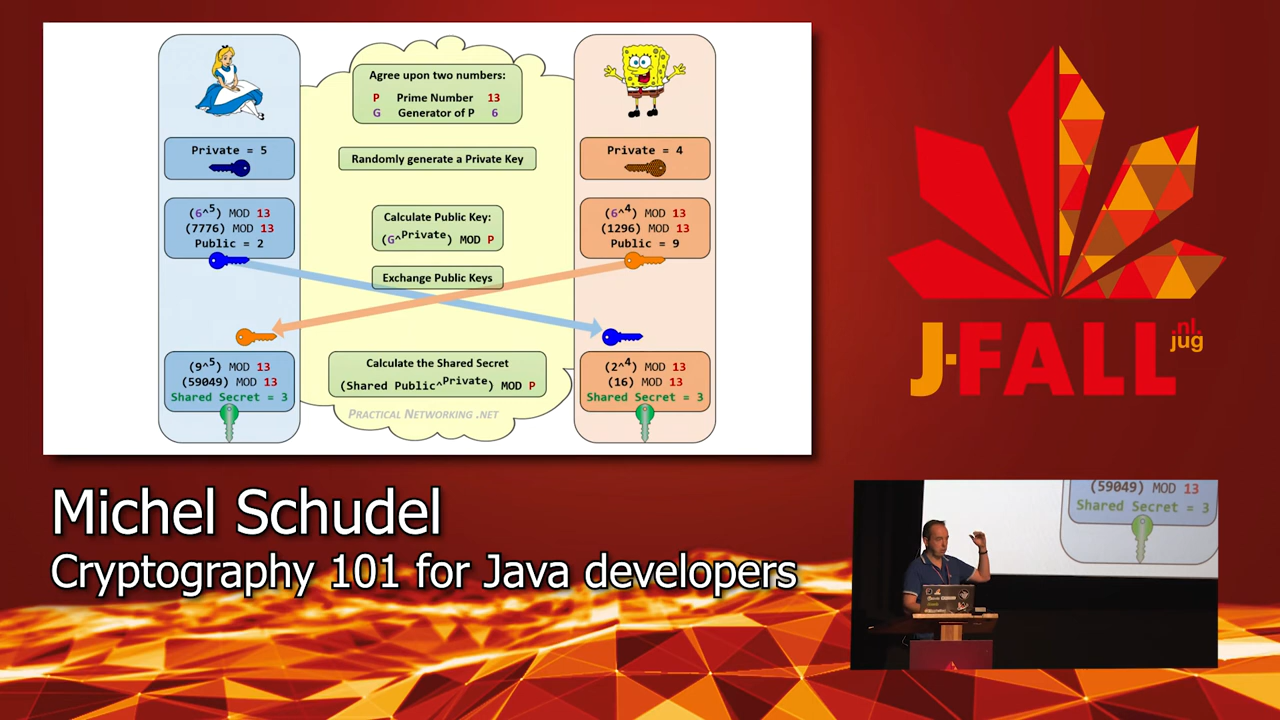 Agree upon two numbers:
P Prime Number 13
G Generator of P 6
Private = 5
Randomly generate a Private Key
Private = 4
(6^5) MOD 13
(7776) MOD 13
Public = 2
Calculate Public Key:
(G^Private) MOD P
(6^4) MOD 13
(1296) MOD 13
Public = 9
Exchange Public Keys
(9^5) MOD 13
(59049) MOD 13
Shared Secret = 3
Calculate the Shared Secret
(Shared Public^Private) MOD P
(2^4) MOD 13
(16) MOD 13
Shared Secret = 3
PRACTICAL NETWORKING .NET
J-FALL
.nl.
jug
Michel Schudel
Cryptography 101 for Java developers
(59049) MOD 13
Shared Secret = 3